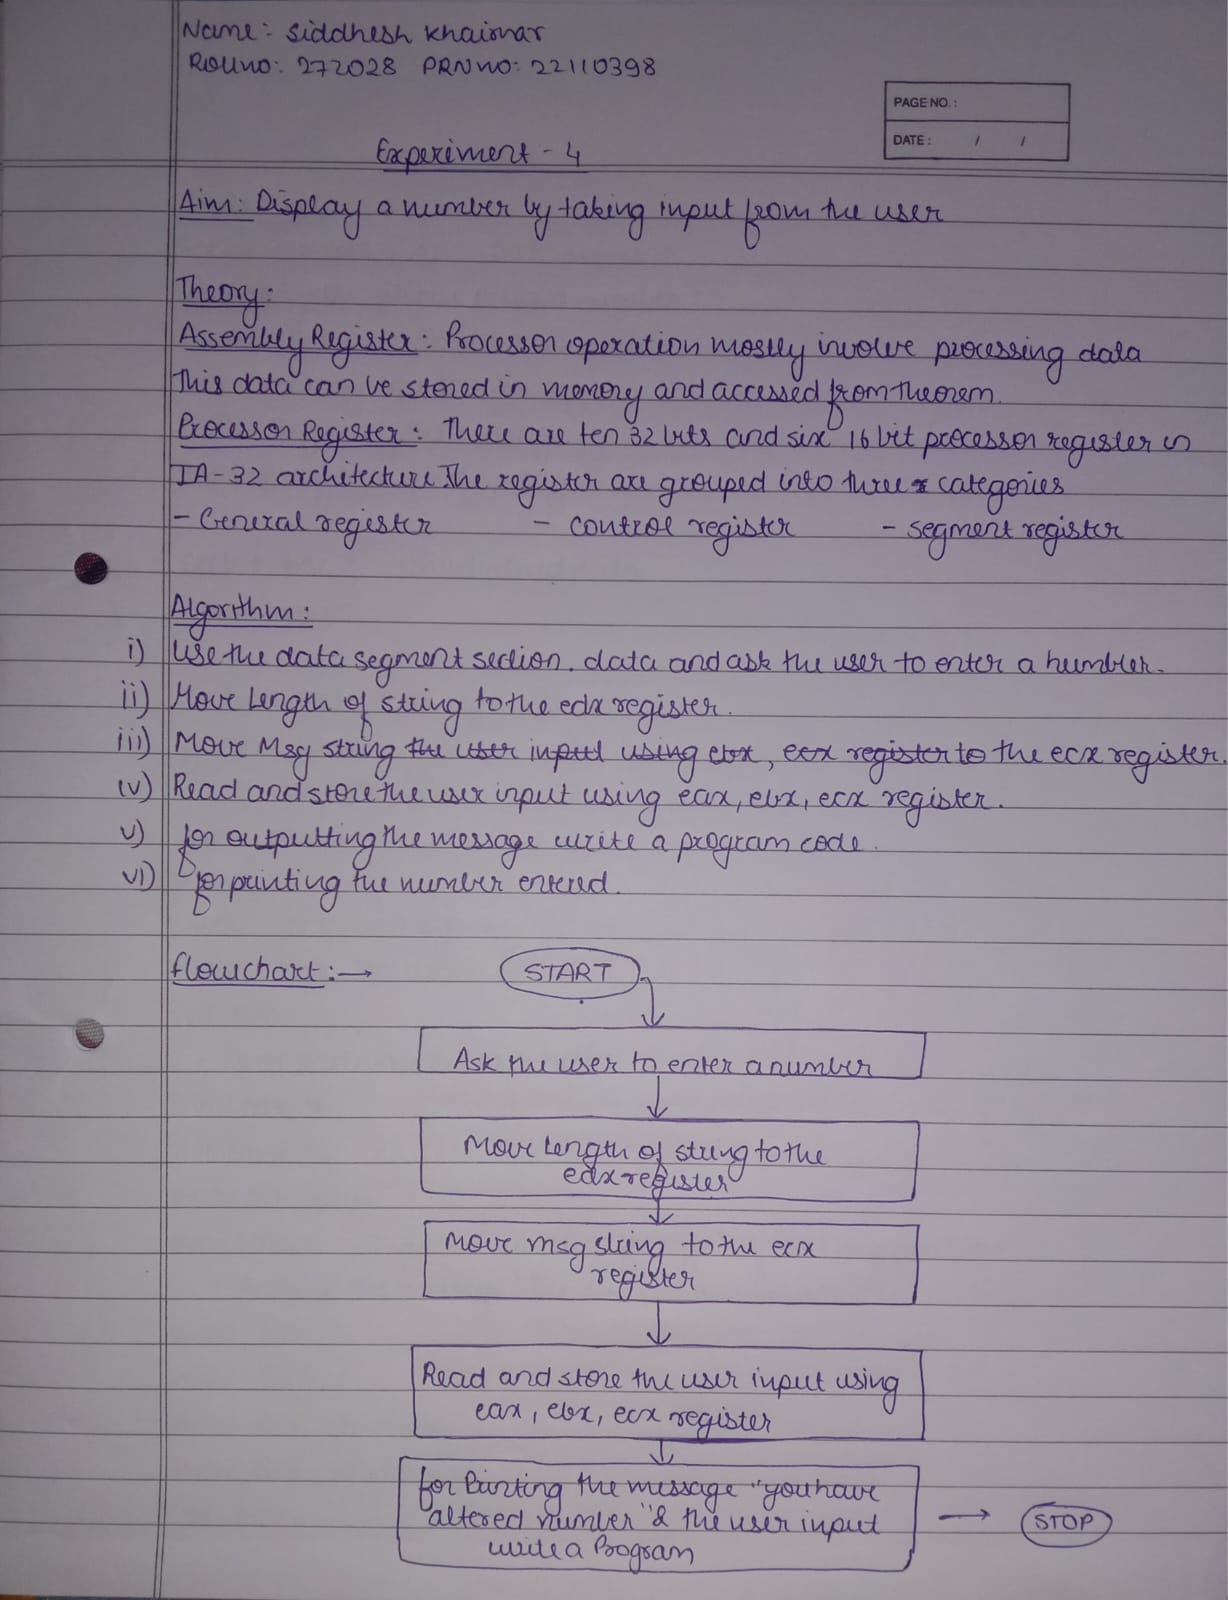 Name: Siddhesh Khairnar
Roll no: 272028 PRN no: 22110398
PAGE NO.:
DATE: / /
Experiment - 4
Aim: Display a number by taking input from the user
Theory:
Assembly Register: Processor operation mostly involve processing data
This data can be stored in memory and accessed from theorem.
Processor Register: There are ten 32 bits and six 16 bit processor register in
IA-32 architecture The register are grouped into three categories
- General register - control register - segment register
Algorithm:
i) Use the data segment section. data and ask the user to enter a number.
ii) Move Length of string to the edx register.
iii) Move Msg string the user input using ebx, ecx register to the ecx register.
iv) Read and store the user input using eax, ebx, ecx register.
v) for outputting the message write a program code.
vi) for printing the number entered.
flowchart:→
START
Ask the user to enter a number
Move Length of string to the
edx register
Move msg string to the ecx
register
Read and store the user input using
eax, ebx, ecx register
for Printing the message "you have
altered number" & the user input
write a Program
→ STOP